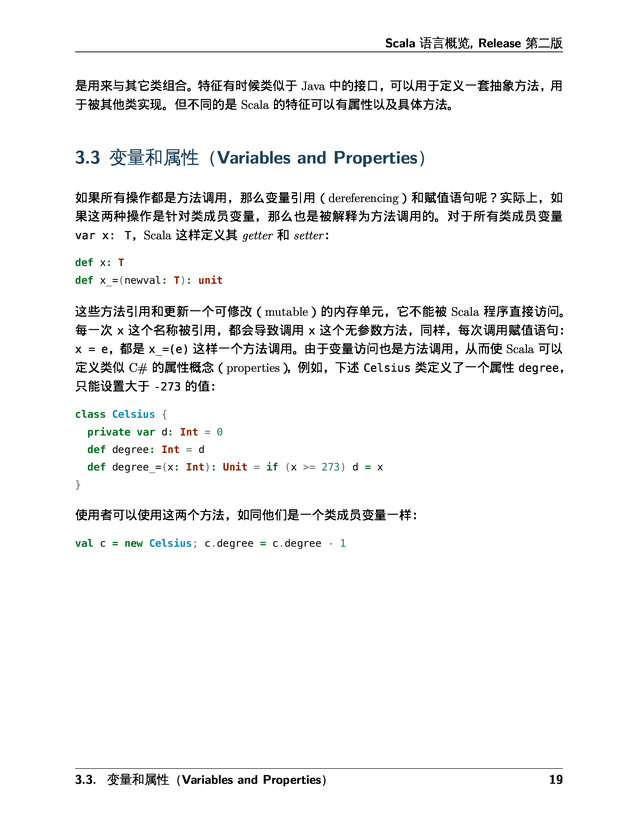 Scala 语言概览, Release 第二版
是用来与其它类组合。特征有时候类似于 Java 中的接口，可以用于定义一套抽象方法，用
于被其他类实现。但不同的是 Scala 的特征可以有属性以及具体方法。
3.3 变量和属性（Variables and Properties）
如果所有操作都是方法调用，那么变量引用（dereferencing）和赋值语句呢？实际上，如
果这两种操作是针对类成员变量，那么也是被解释为方法调用的。对于所有类成员变量
var x: T，Scala 这样定义其 getter 和 setter：
def x: T
def x_=(newval: T): unit
这些方法引用和更新一个可修改（mutable）的内存单元，它不能被 Scala 程序直接访问。
每一次 x 这个名称被引用，都会导致调用 x 这个无参数方法，同样，每次调用赋值语句：
x = e，都是 x_=(e) 这样一个方法调用。由于变量访问也是方法调用，从而使 Scala 可以
定义类似 C# 的属性概念（properties），例如，下述 Celsius 类定义了一个属性 degree，
只能设置大于 -273 的值：
class Celsius {
  private var d: Int = 0
  def degree: Int = d
  def degree_=(x: Int): Unit = if (x >= 273) d = x
}
使用者可以使用这两个方法，如同他们是一个类成员变量一样：
val c = new Celsius; c.degree = c.degree - 1
3.3. 变量和属性（Variables and Properties） 19